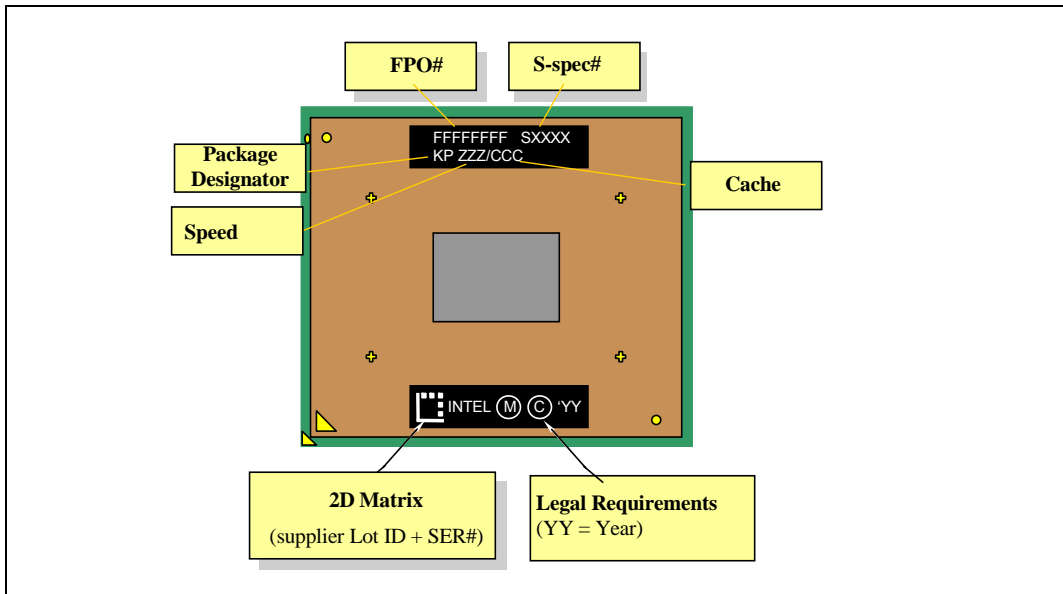 FPO#
S-spec#
FFFFFFFF SXXXX
KP ZZZ/CCC
Package
Designator
Cache
Speed
INTEL M C 'YY
2D Matrix
(supplier Lot ID + SER#)
Legal Requirements
(YY = Year)